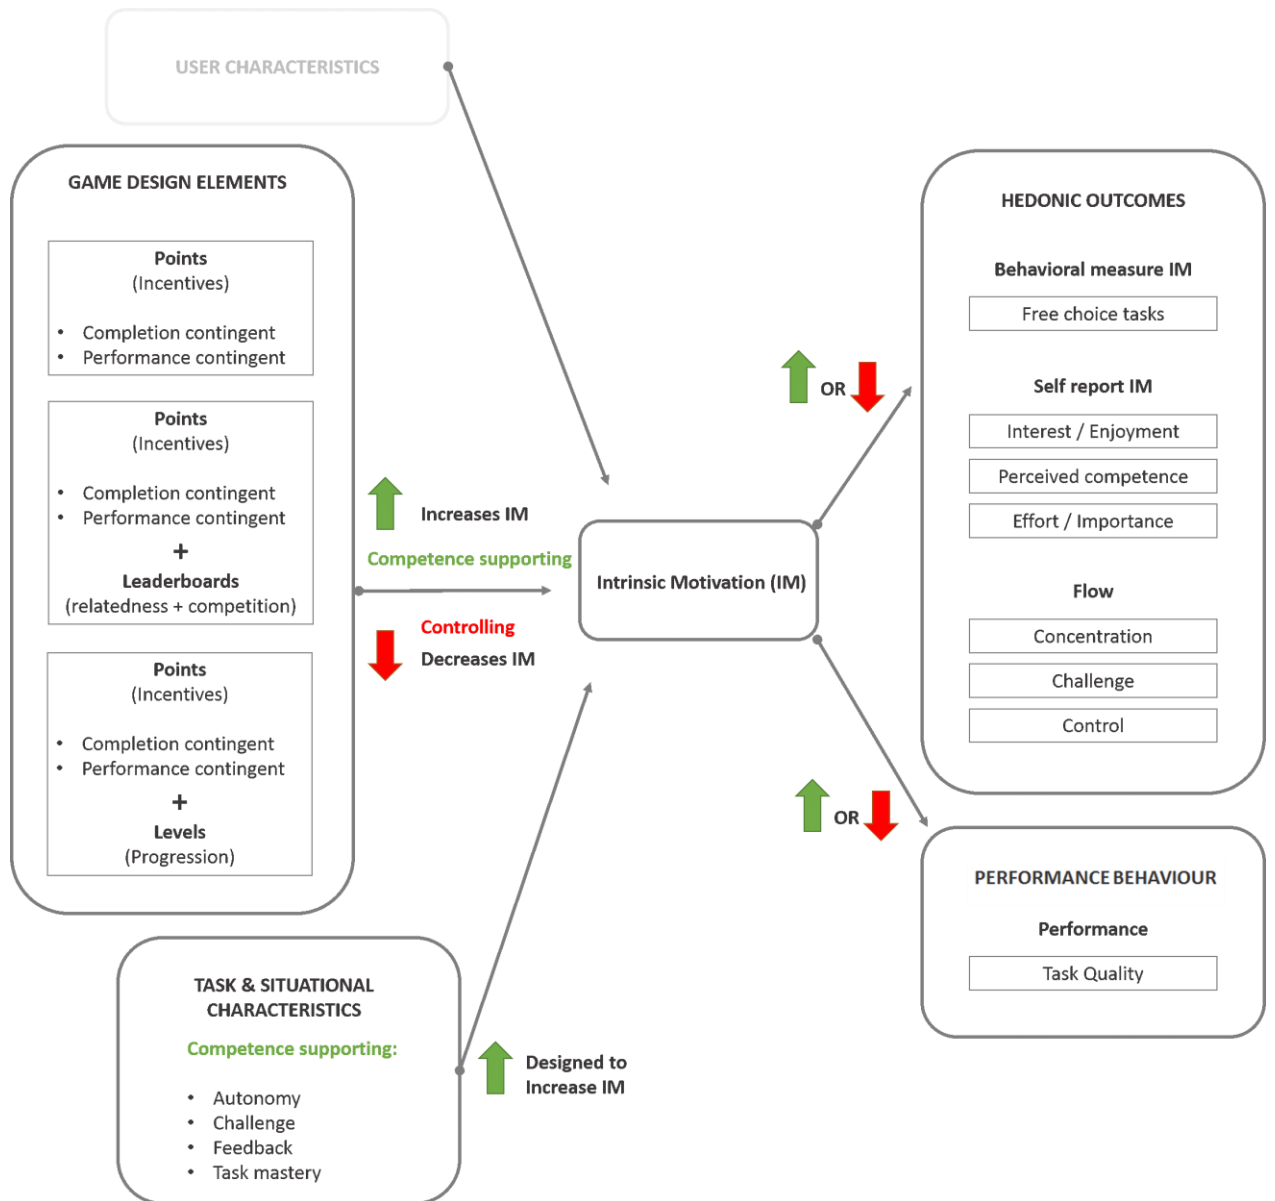 USER CHARACTERISTICS
GAME DESIGN ELEMENTS
Points
(Incentives)
• Completion contingent
• Performance contingent
Points
(Incentives)
• Completion contingent
• Performance contingent
+
Leaderboards
(relatedness + competition)
Points
(Incentives)
• Completion contingent
• Performance contingent
+
Levels
(Progression)
Increases IM
Competence supporting
Controlling
Decreases IM
TASK & SITUATIONAL
CHARACTERISTICS
Competence supporting:
• Autonomy
• Challenge
• Feedback
• Task mastery
Designed to
Increase IM
Intrinsic Motivation (IM)
OR
OR
HEDONIC OUTCOMES
Behavioral measure IM
Free choice tasks
Self report IM
Interest / Enjoyment
Perceived competence
Effort / Importance
Flow
Concentration
Challenge
Control
PERFORMANCE BEHAVIOUR
Performance
Task Quality